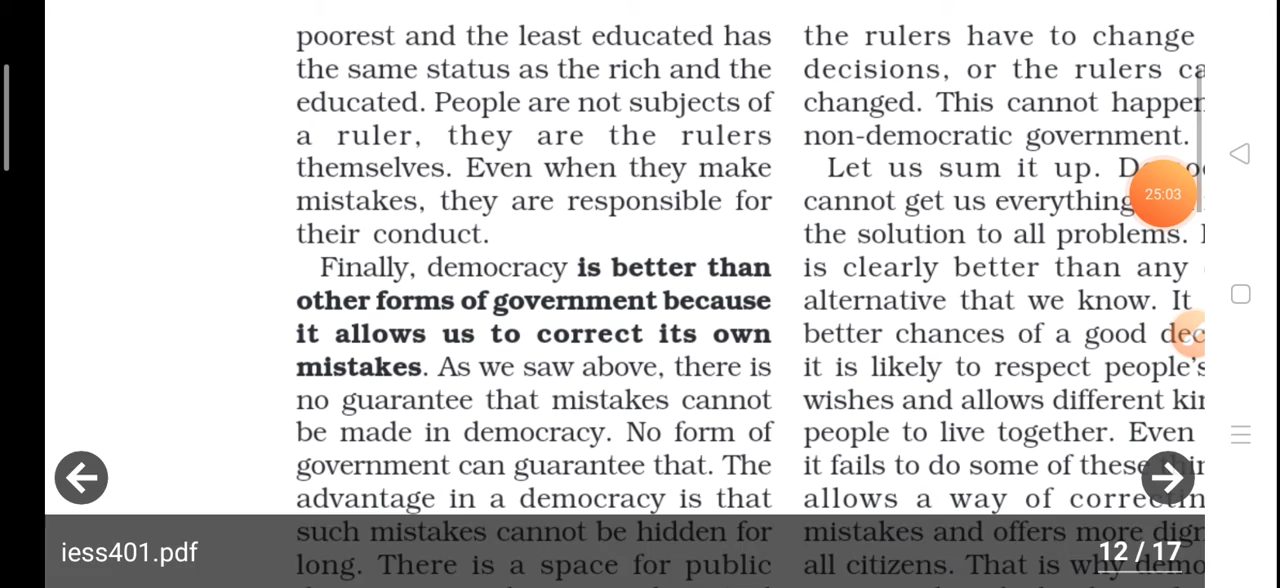 poorest and the least educated has
the same status as the rich and the
educated. People are not subjects of
a ruler, they are the rulers
themselves. Even when they make
mistakes, they are responsible for
their conduct.
Finally, democracy is better than
other forms of government because
it allows us to correct its own
mistakes. As we saw above, there is
no guarantee that mistakes cannot
be made in democracy. No form of
government can guarantee that. The
advantage in a democracy is that
such mistakes cannot be hidden for
long. There is a space for public
the rulers have to change
decisions, or the rulers
changed. This cannot
non-democratic government.
Let us sum it up.
cannot get us everything
the solution to all problems.
is clearly better than any
alternative that we know. It
better chances of a good
it is likely to respect people's
wishes and allows different
people to live together. Even
it fails to do some of these
allows a way of
mistakes and offers more
all citizens. That is why
25:03
iess401.pdf
12 / 17